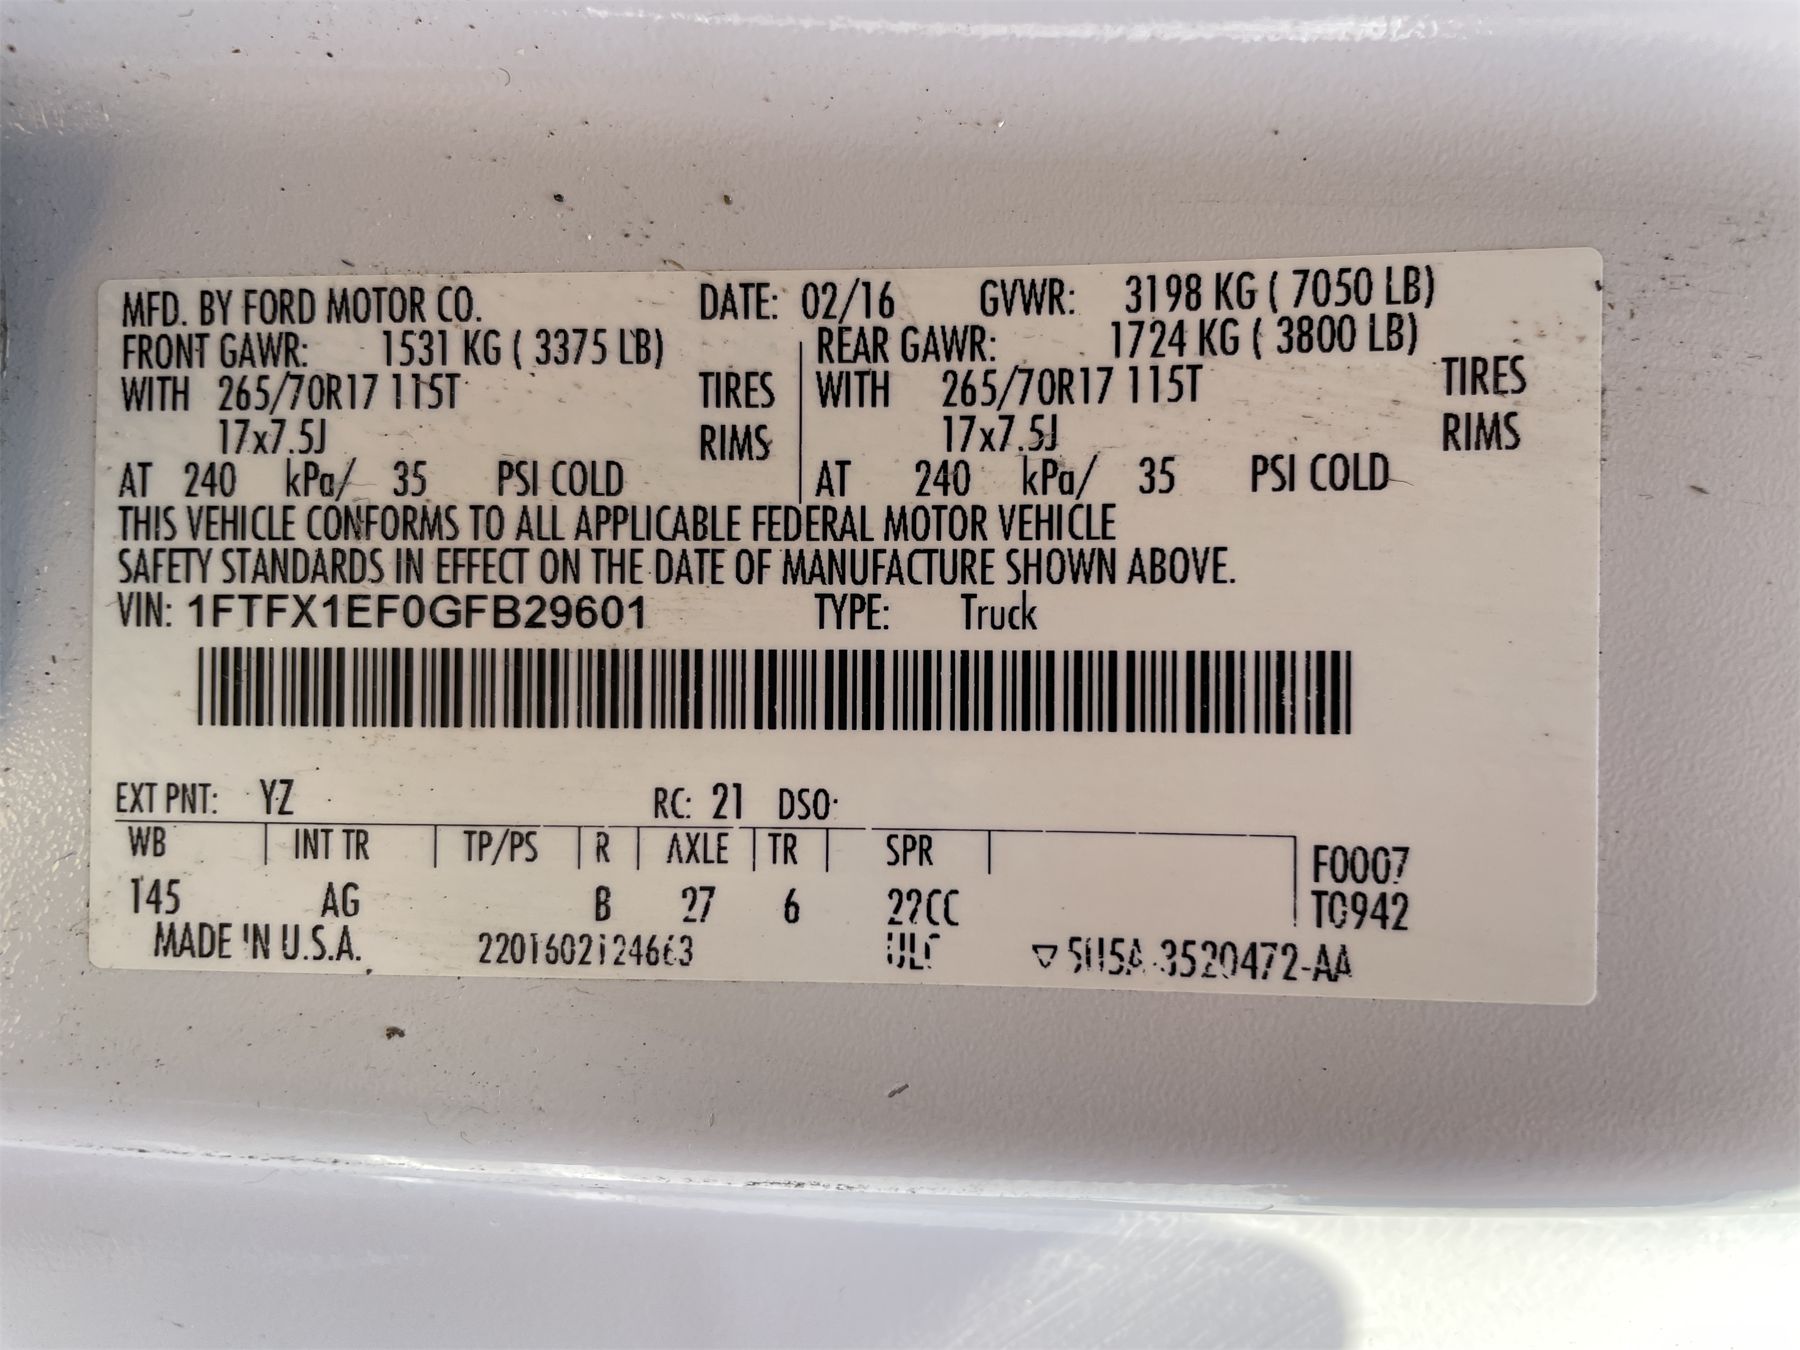 MFD. BY FORD MOTOR CO. DATE: 02/16 GVWR: 3198 KG ( 7050 LB)
FRONT GAWR: 1531 KG ( 3375 LB) REAR GAWR: 1724 KG ( 3800 LB)
WITH 265/70R17 115T TIRES WITH 265/70R17 115T TIRES
17x7.5J RIMS 17x7.5J RIMS
AT 240 kPa/ 35 PSI COLD AT 240 kPa/ 35 PSI COLD
THIS VEHICLE CONFORMS TO ALL APPLICABLE FEDERAL MOTOR VEHICLE
SAFETY STANDARDS IN EFFECT ON THE DATE OF MANUFACTURE SHOWN ABOVE.
VIN: 1FTFX1EF0GFB29601 TYPE: Truck
EXT PNT: YZ RC: 21 DSO:
WB INT TR TP/PS R AXLE TR SPR F0007
145 AG B 27 6 22CC T0942
MADE IN U.S.A. 2201602124663